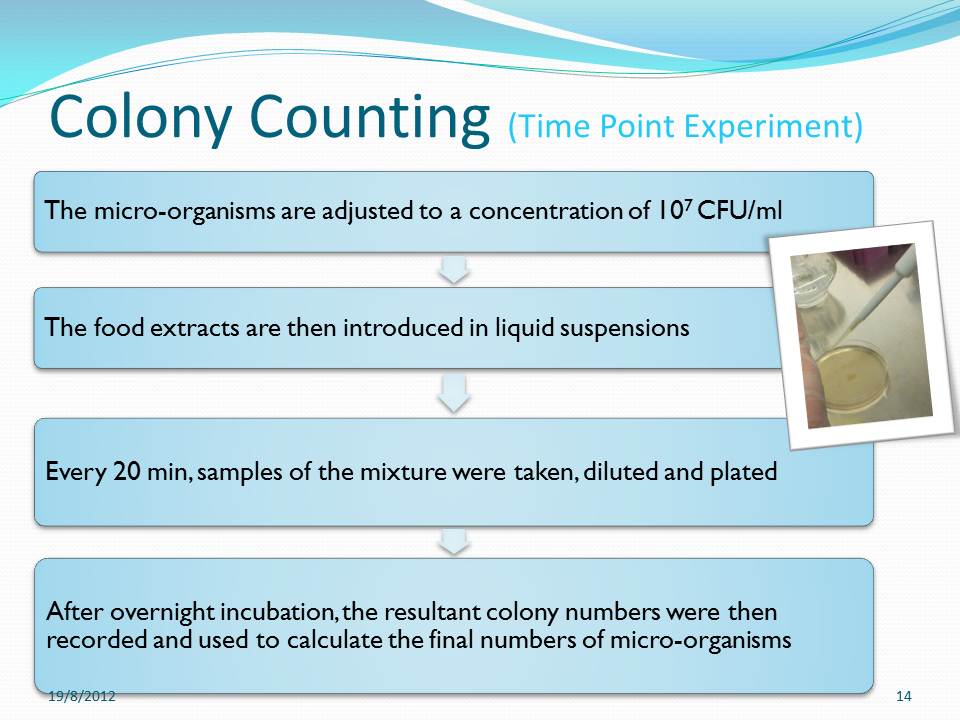 Colony Counting (Time Point Experiment)
The micro-organisms are adjusted to a concentration of 10⁷ CFU/ml
The food extracts are then introduced in liquid suspensions
Every 20 min, samples of the mixture were taken, diluted and plated
After overnight incubation, the resultant colony numbers were then
recorded and used to calculate the final numbers of micro-organisms
19/8/2012
14